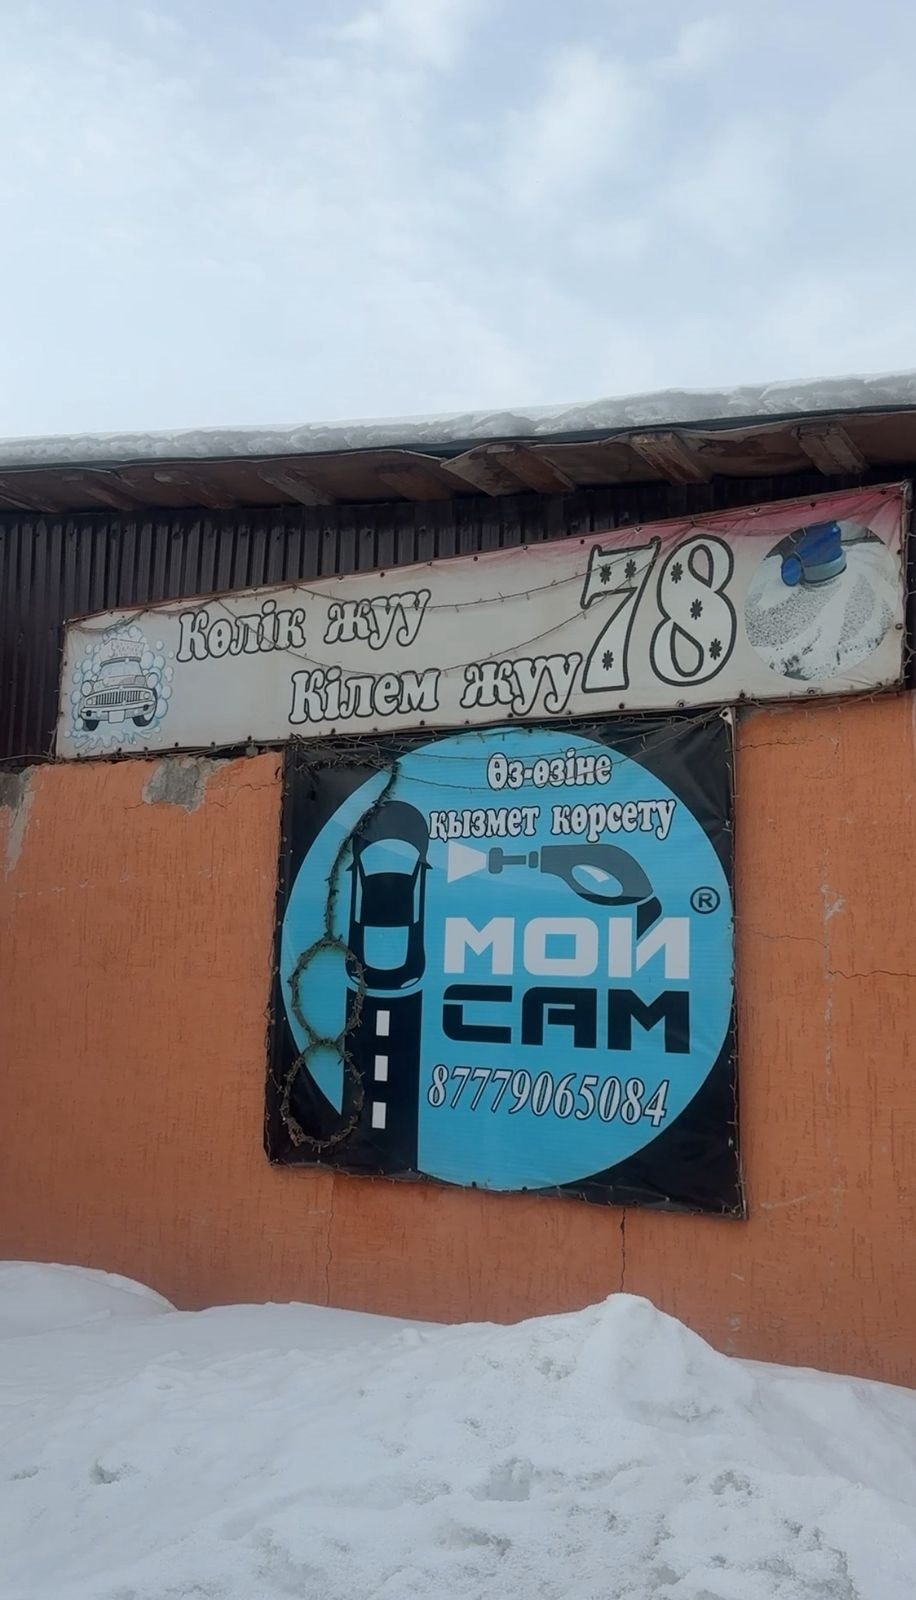 Көлік жуу
Кілем жуу
78
Өз-өзіне
қызмет көрсету
®
МОЙ
САМ
87779065084